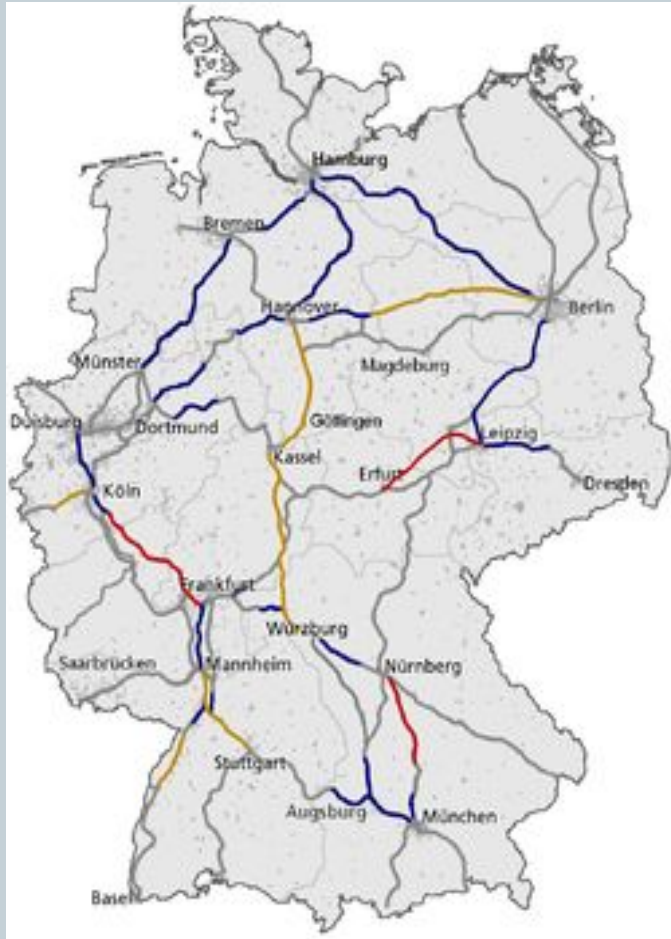 Hamburg
Bremen
Hannover
Berlin
Münster
Magdeburg
Duisburg
Dortmund
Göttingen
Leipzig
Kassel
Erfurt
Dresden
Köln
Frankfurt
Würzburg
Saarbrücken
Mannheim
Nürnberg
Stuttgart
Augsburg
München
Basel